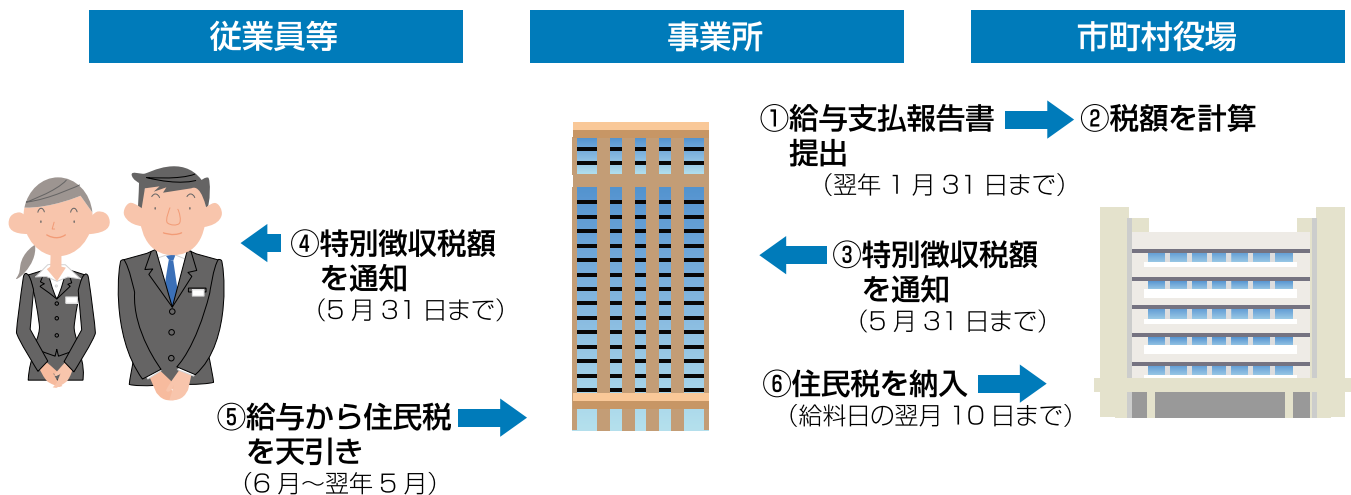 従業員等
事業所
市町村役場
①給与支払報告書
提出
（翌年1月31日まで）
②税額を計算
③特別徴収税額
を通知
（5月31日まで）
④特別徴収税額
を通知
（5月31日まで）
⑤給与から住民税
を天引き
（6月～翌年5月）
⑥住民税を納入
（給料日の翌月10日まで）